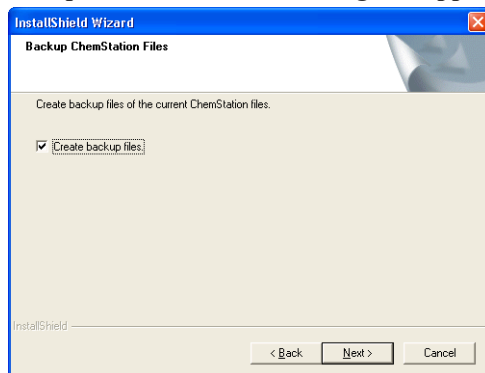 InstallShield Wizard
Backup ChemStation Files
Create backup files of the current ChemStation files.
Create backup files.
InstallShield
< Back Next > Cancel